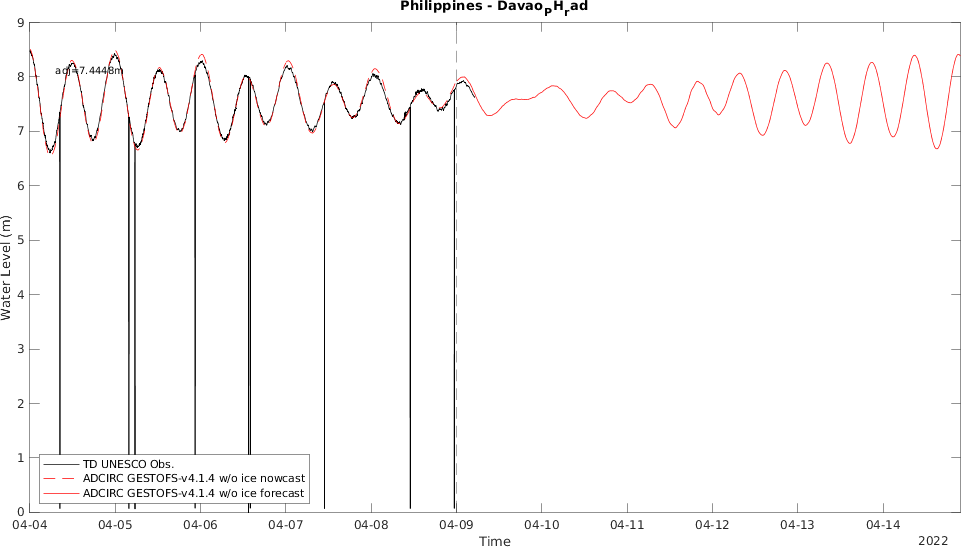 Philippines - DavaoPHrad
9
8
7
6
5
4
3
2
1
0
Water Level (m)
adj=7.4448m
TD UNESCO Obs.
ADCIRC GESTOFS-v4.1.4 w/o ice nowcast
ADCIRC GESTOFS-v4.1.4 w/o ice forecast
04-04 04-05 04-06 04-07 04-08 04-09 04-10 04-11 04-12 04-13 04-14
Time
2022